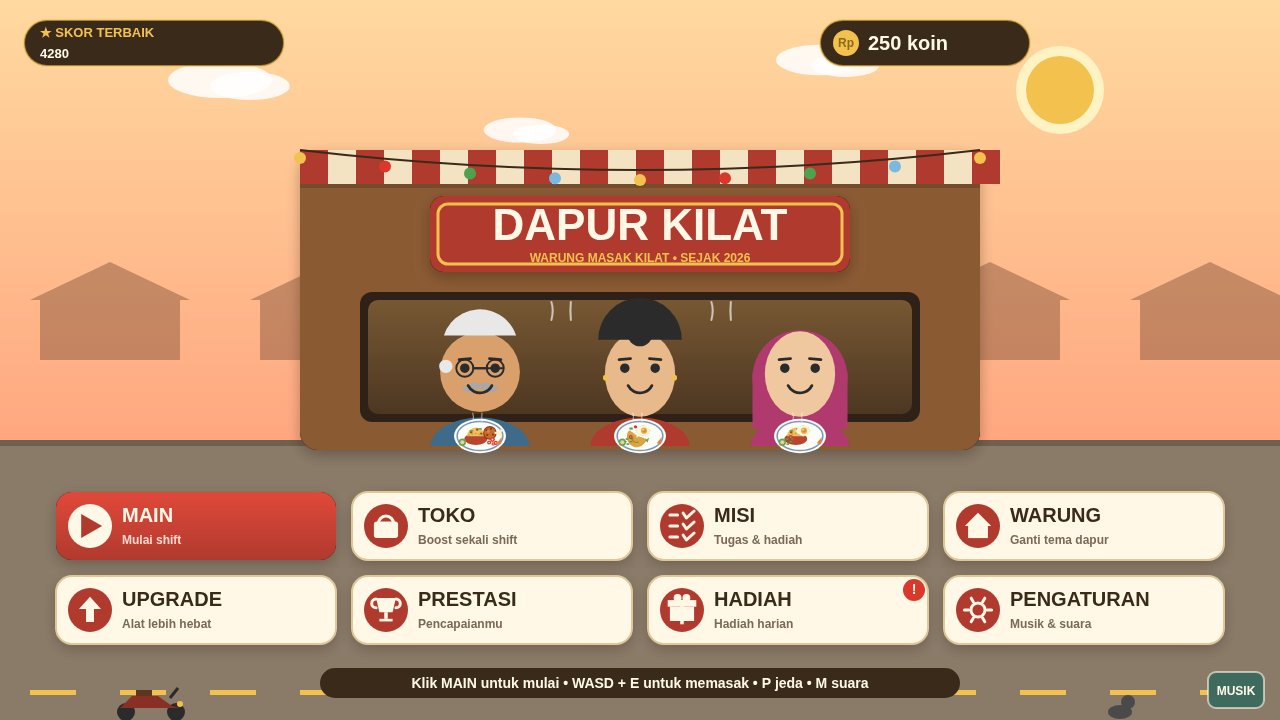 ★ SKOR TERBAIK
4280
Rp 250 koin
DAPUR KILAT
WARUNG MASAK KILAT • SEJAK 2026
MAIN
Mulai shift
TOKO
Boost sekali shift
MISI
Tugas & hadiah
WARUNG
Ganti tema dapur
UPGRADE
Alat lebih hebat
PRESTASI
Pencapaianmu
HADIAH
Hadiah harian
!
PENGATURAN
Musik & suara
Klik MAIN untuk mulai • WASD + E untuk memasak • P jeda • M suara
MUSIK